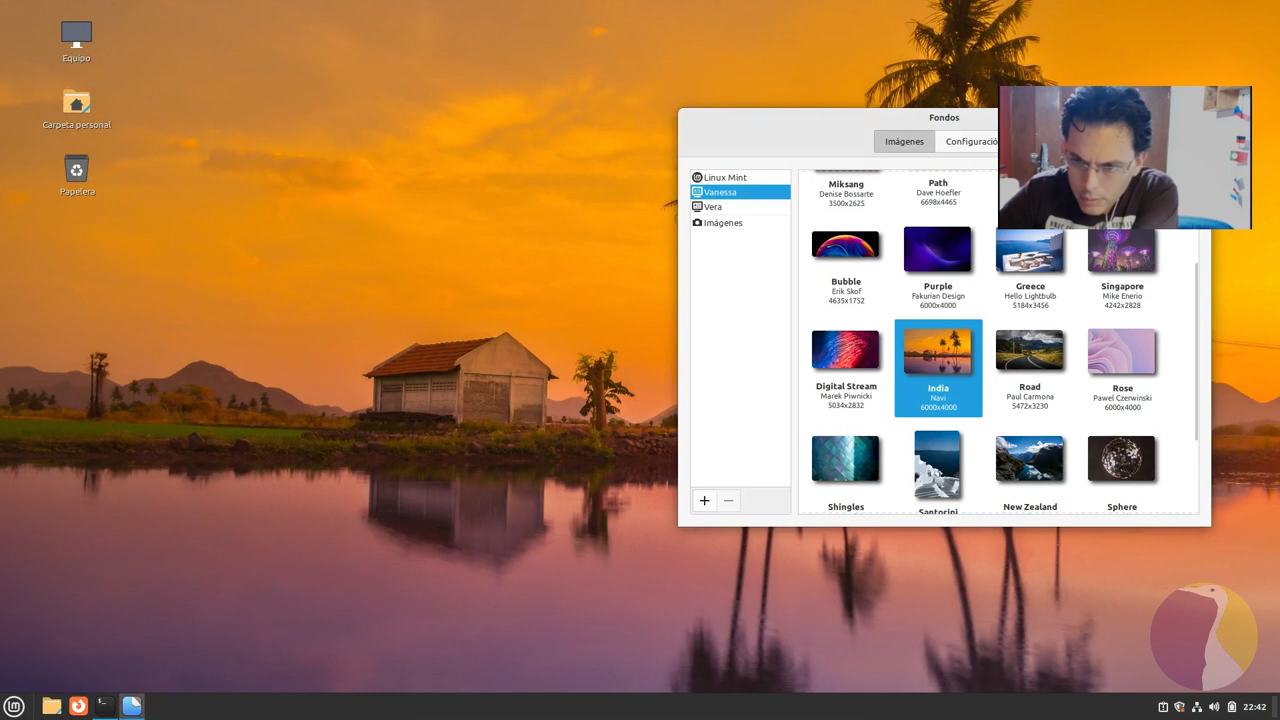 Equipo
Carpeta personal
Papelera
Fondos
Imágenes
Configuració
Linux Mint
Vanessa
Vera
Imágenes
Miksang
Denise Bossarte
3500x2625
Path
Dave Hoefler
6698x4465
Bubble
Erik Skof
4635x1752
Purple
Fakurian Design
6000x4000
Greece
Hello Lightbulb
5184x3456
Singapore
Mike Enerio
4242x2828
Digital Stream
Marek Piwnicki
5034x2832
India
Navi
6000x4000
Road
Paul Carmona
5472x3230
Rose
Pawel Czerwinski
6000x4000
Shingles
Santorini
New Zealand
Sphere
22:42